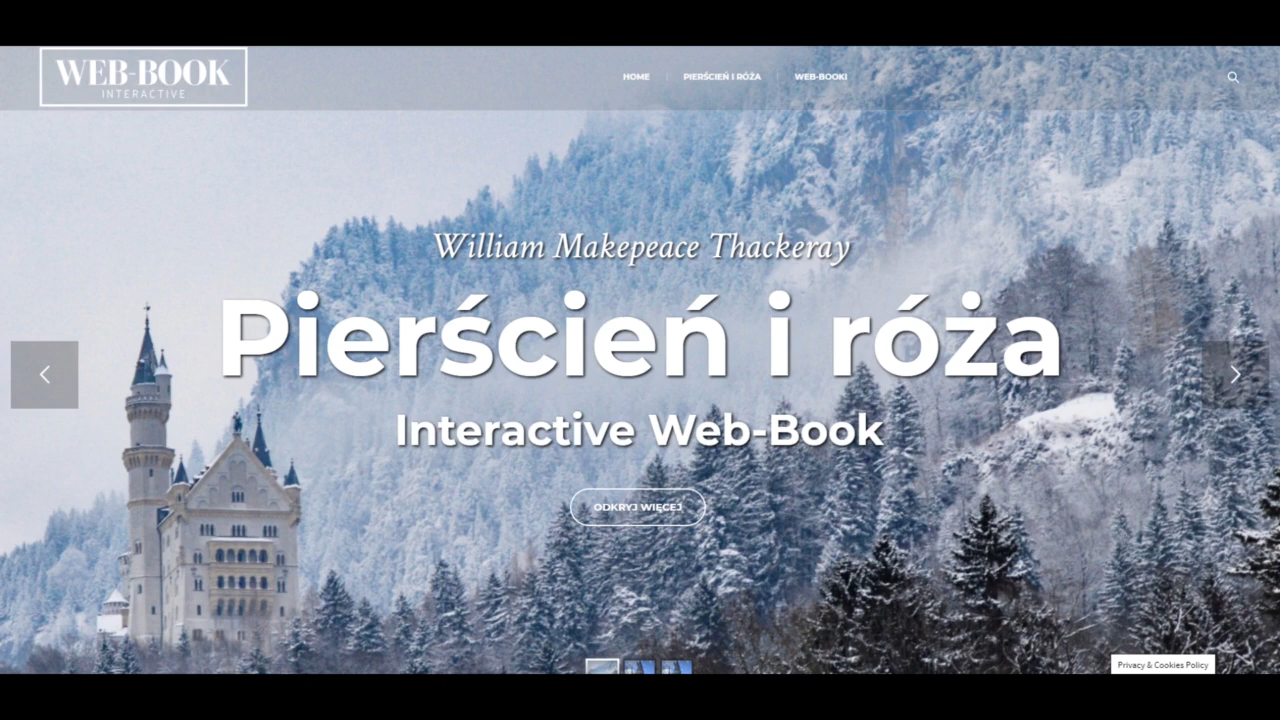 WEB-BOOK
INTERACTIVE
HOME
PIERŚCIEŃ I RÓŻA
WEB-BOOKI
William Makepeace Thackeray
Pierścień i róża
Interactive Web-Book
ODKRYJ WIĘCEJ
Privacy & Cookies Policy